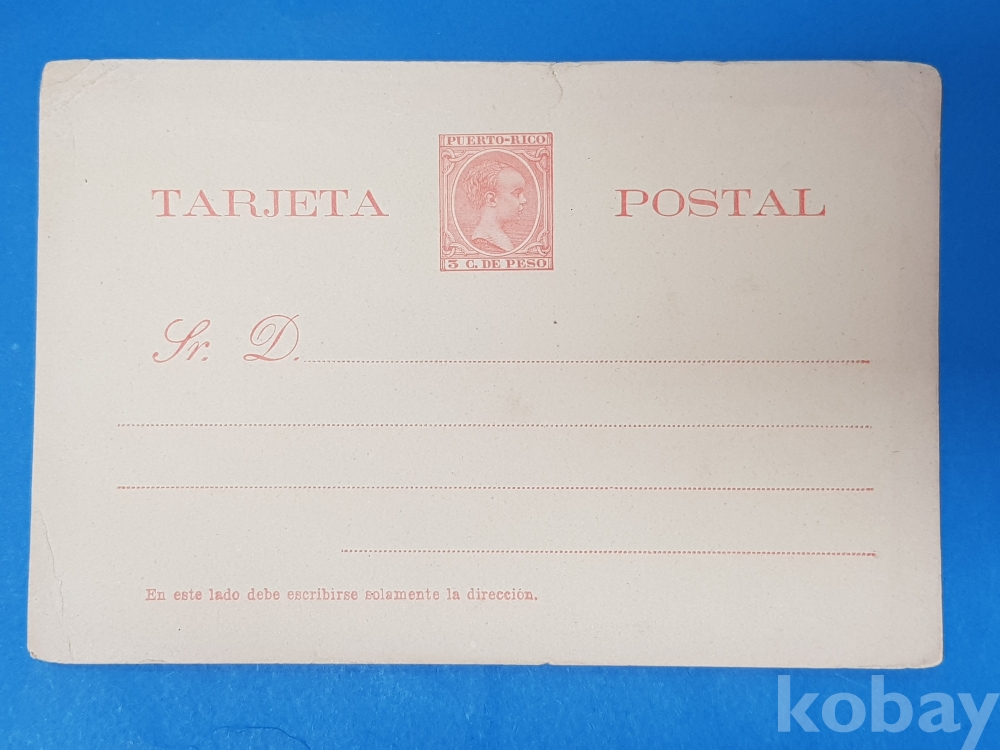 PUERTO-RICO
TARJETA POSTAL
3 C. DE PESO
Sr. D.
En este lado debe escribirse solamente la dirección.
kobay